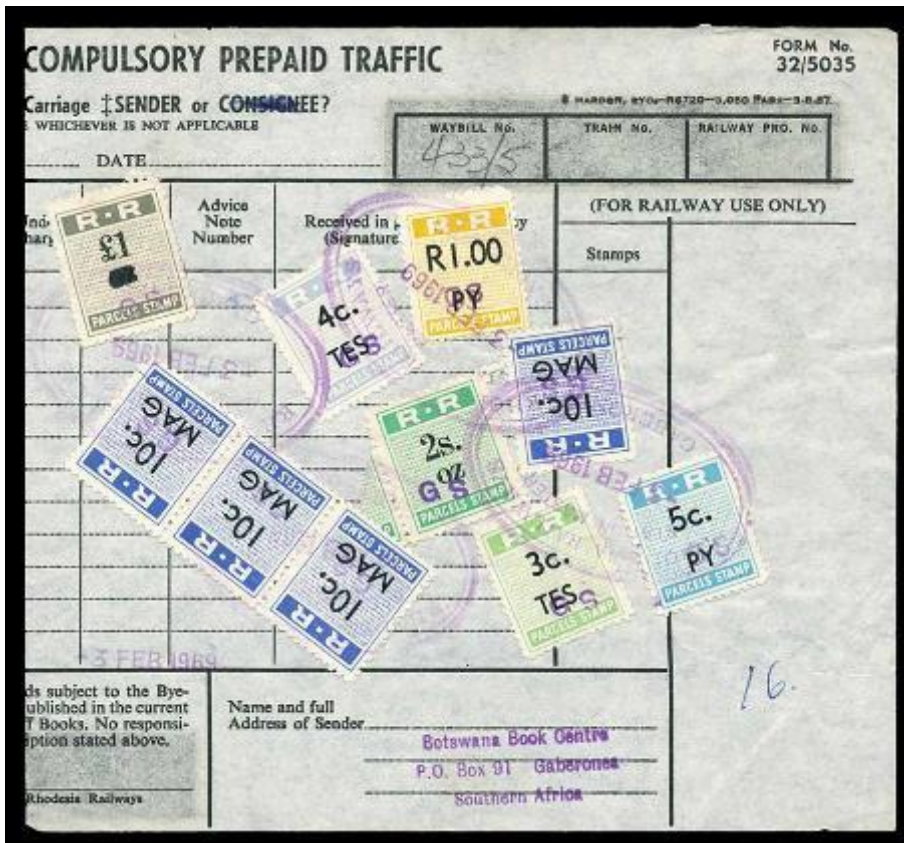 COMPULSORY PREPAID TRAFFIC
FORM No.
32/5035
Carriage ‡SENDER or CONSIGNEE?
WHICHEVER IS NOT APPLICABLE
DATE
WAYBILL No.
433/5
TRAIN No.
RAILWAY PRO. No.
Advice
Note
Number
Received in
(Signature
(FOR RAILWAY USE ONLY)
Stamps
R·R
£1
PARCELS STAMP
R·R
4c.
TES
R·R
R1.00
PY
PARCELS STAMP
R·R
10c.
MAG
PARCELS STAMP
R·R
2s.
OZ
GS
PARCELS STAMP
R·R
10c.
MAG
PARCELS STAMP
R·R
10c.
MAG
PARCELS STAMP
R·R
10c.
MAG
PARCELS STAMP
R·R
3c.
TES
GS
PARCELS STAMP
R·R
5c.
PY
PARCELS STAMP
3 FEB 1969
-3 FEB 1969
ds subject to the Bye-
ublished in the current
f Books. No responsi-
ption stated above.
Rhodesia Railways
Name and full
Address of Sender
Botswana Book Centre
P.O. Box 91 Gaberones
Southern Africa
16.